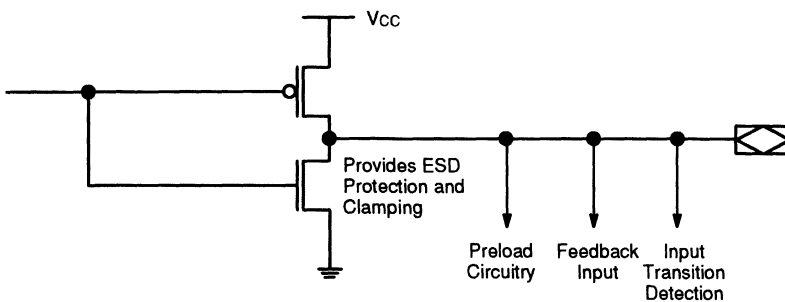 VCC
Provides ESD
Protection and
Clamping
Preload
Circuitry
Feedback
Input
Input
Transition
Detection